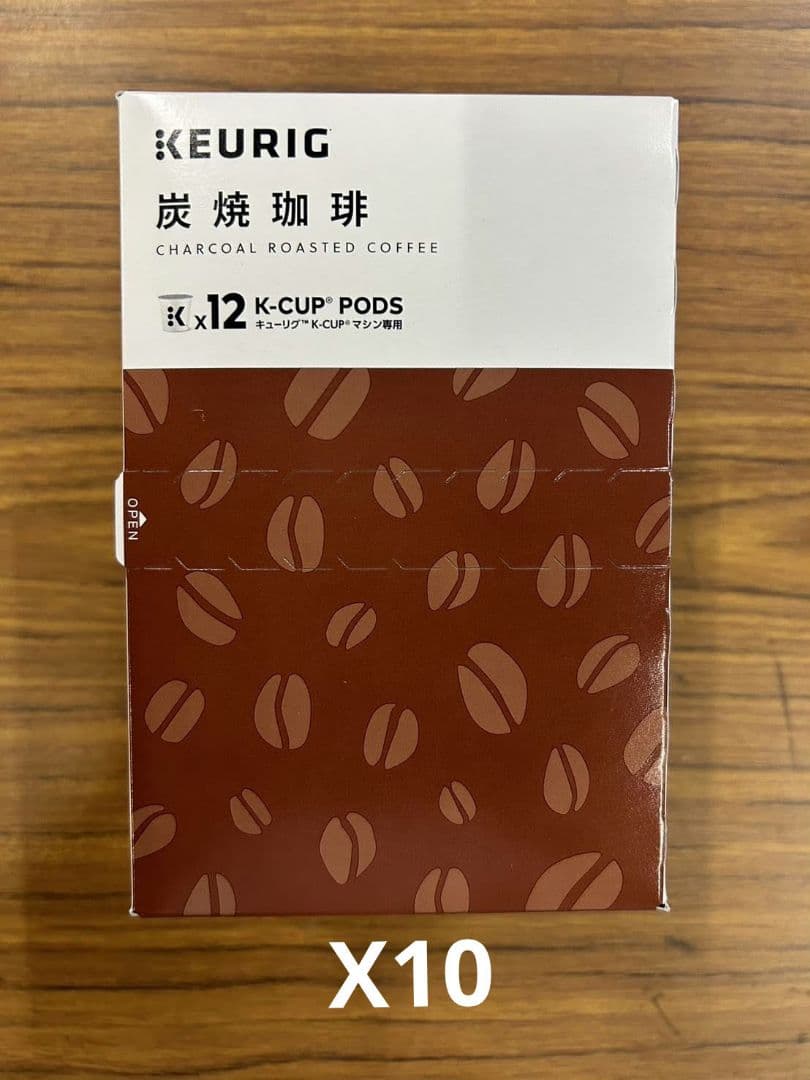 KEURIG
炭焼珈琲
CHARCOAL ROASTED COFFEE
K x12 K-CUP® PODS
キューリグ™ K-CUP® マシン専用
OPEN
X10